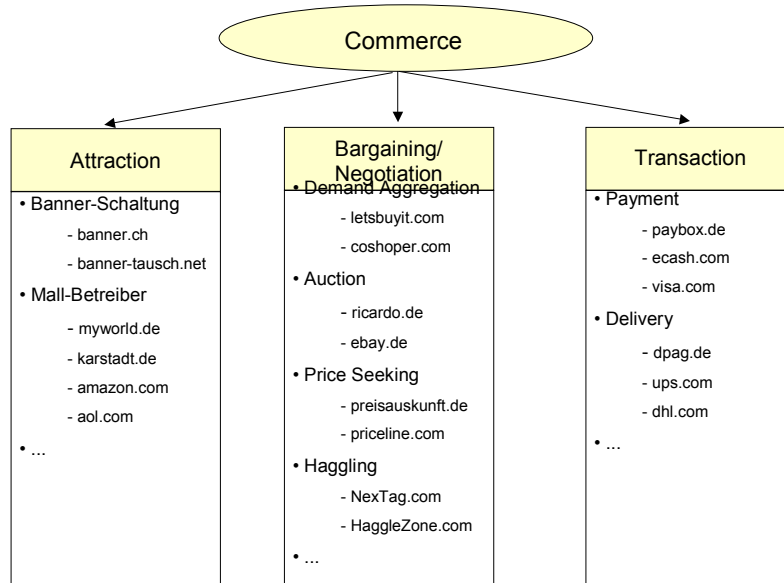 Commerce
Attraction
• Banner-Schaltung
- banner.ch
- banner-tausch.net
• Mall-Betreiber
- myworld.de
- karstadt.de
- amazon.com
- aol.com
• ...
Bargaining/
Negotiation
• Demand Aggregation
- letsbuyit.com
- coshoper.com
• Auction
- ricardo.de
- ebay.de
• Price Seeking
- preisauskunft.de
- priceline.com
• Haggling
- NexTag.com
- HaggleZone.com
• ...
Transaction
• Payment
- paybox.de
- ecash.com
- visa.com
• Delivery
- dpag.de
- ups.com
- dhl.com
• ...